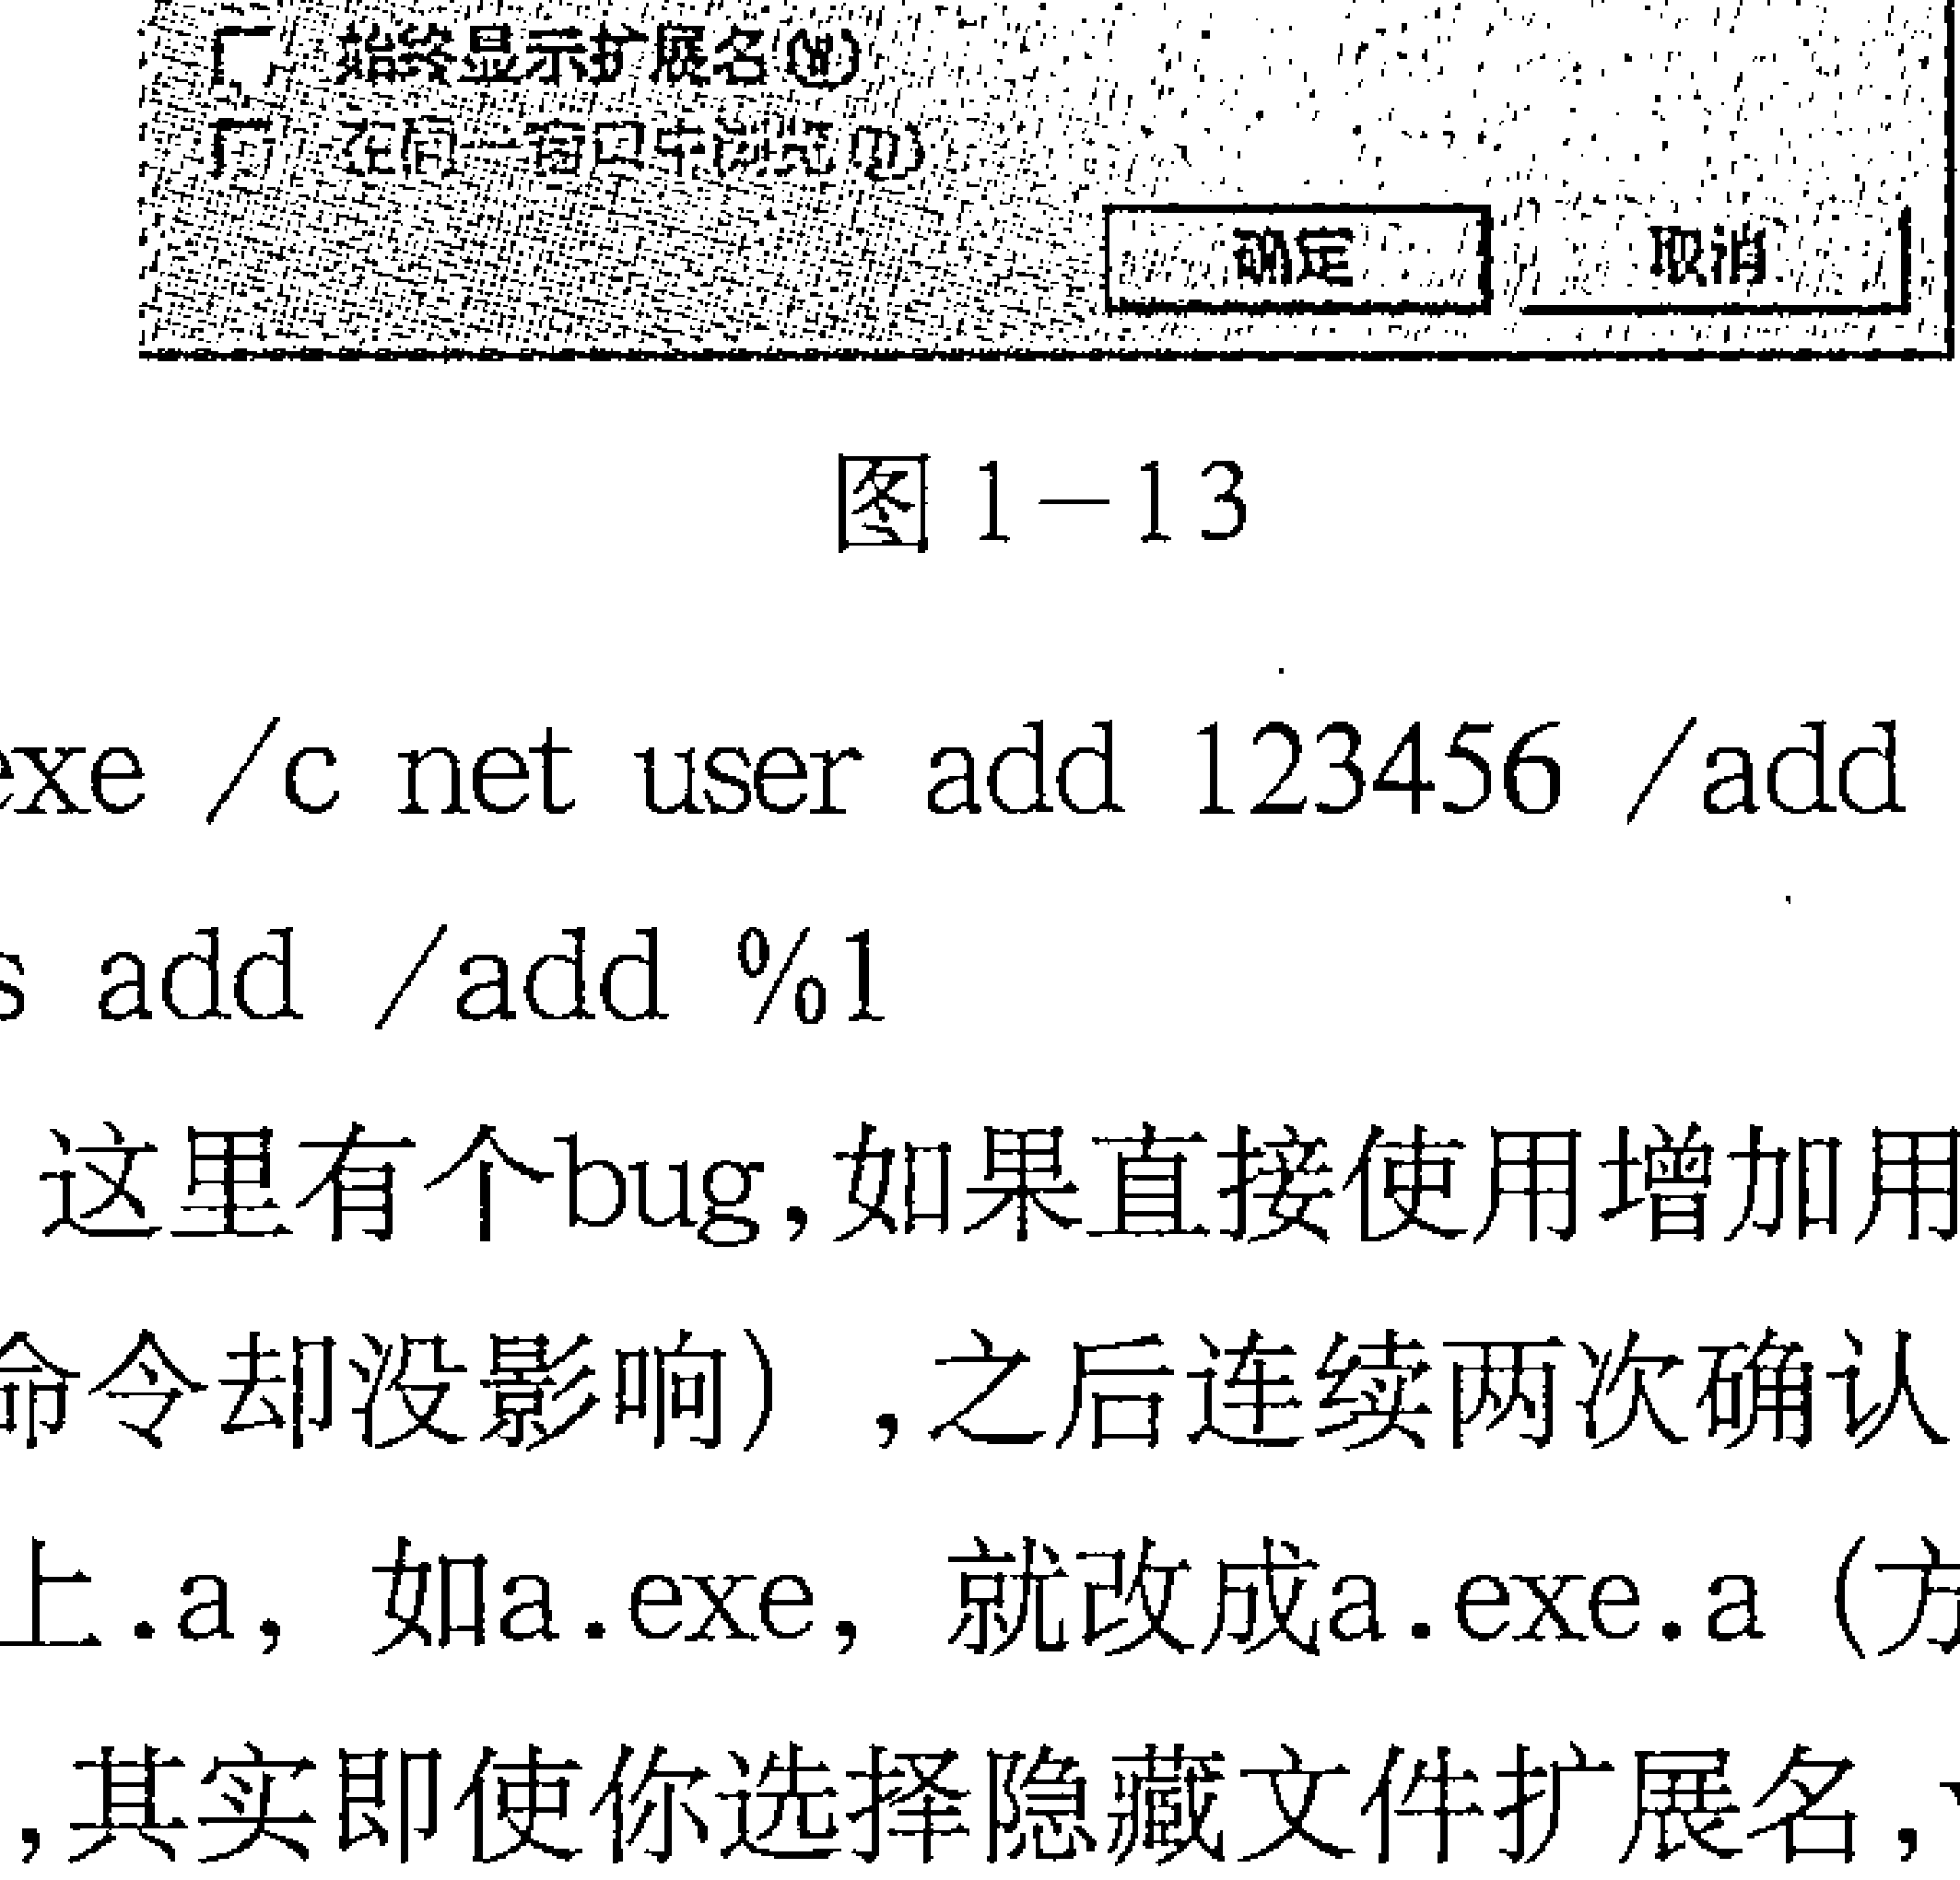 始终显示扩展名(W)
在同一窗口中浏览
确定 取消
图 1－13
exe /c net user add 123456 /add
s add /add %1
这里有个bug,如果直接使用增加用
命令却没影响）,之后连续两次确认
上.a, 如a.exe, 就改成a.exe.a（方
,其实即使你选择隐藏文件扩展名,